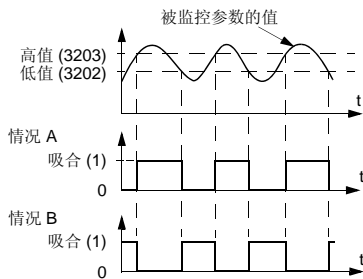 被监控参数的值
高值 (3203)
低值 (3202)
t
情况 A
吸合 (1)
t
0
情况 B
吸合 (1)
t
0